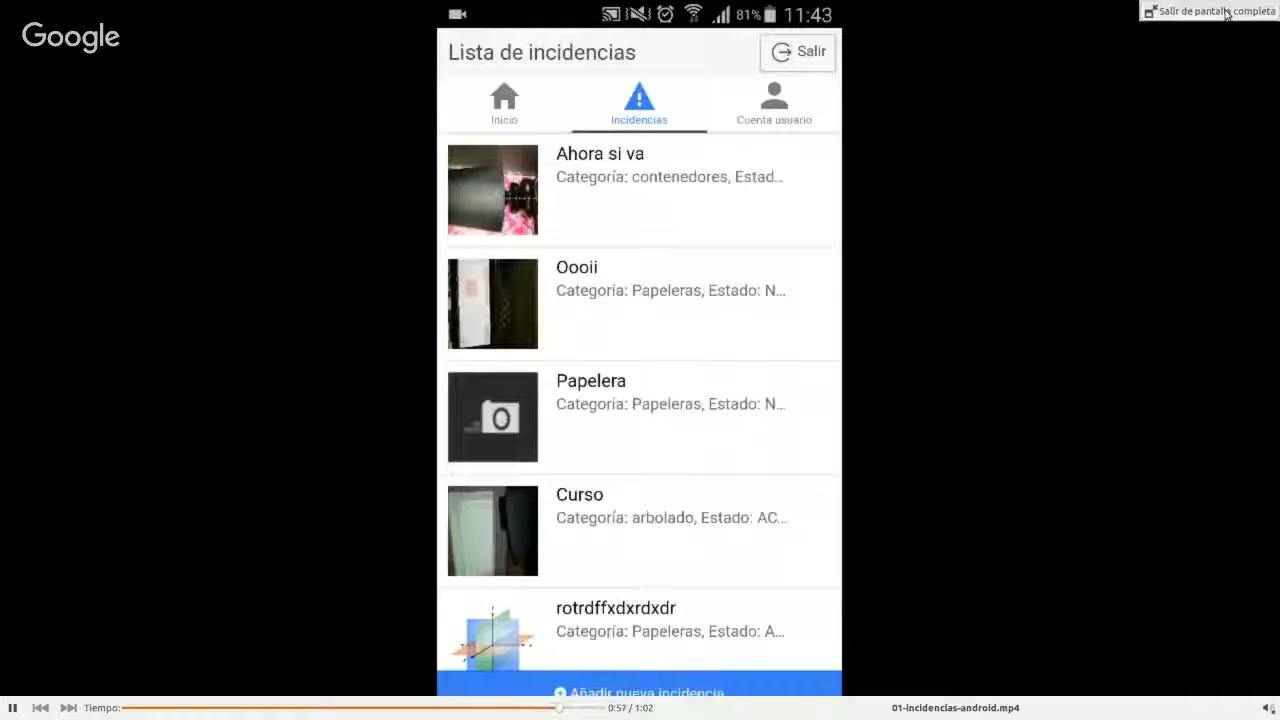 81% 11:43
Salir de pantalla completa
Google
Lista de incidencias
Salir
Inicio
Incidencias
Cuenta usuario
Ahora si va
Categoría: contenedores, Estad...
Oooii
Categoría: Papeleras, Estado: N...
Papelera
Categoría: Papeleras, Estado: N...
Curso
Categoría: arbolado, Estado: AC...
rotrdffxdxrdxdr
Categoría: Papeleras, Estado: A...
Añadir nueva incidencia
Tiempo: 0:57 / 1:02 01-incidencias-android.mp4